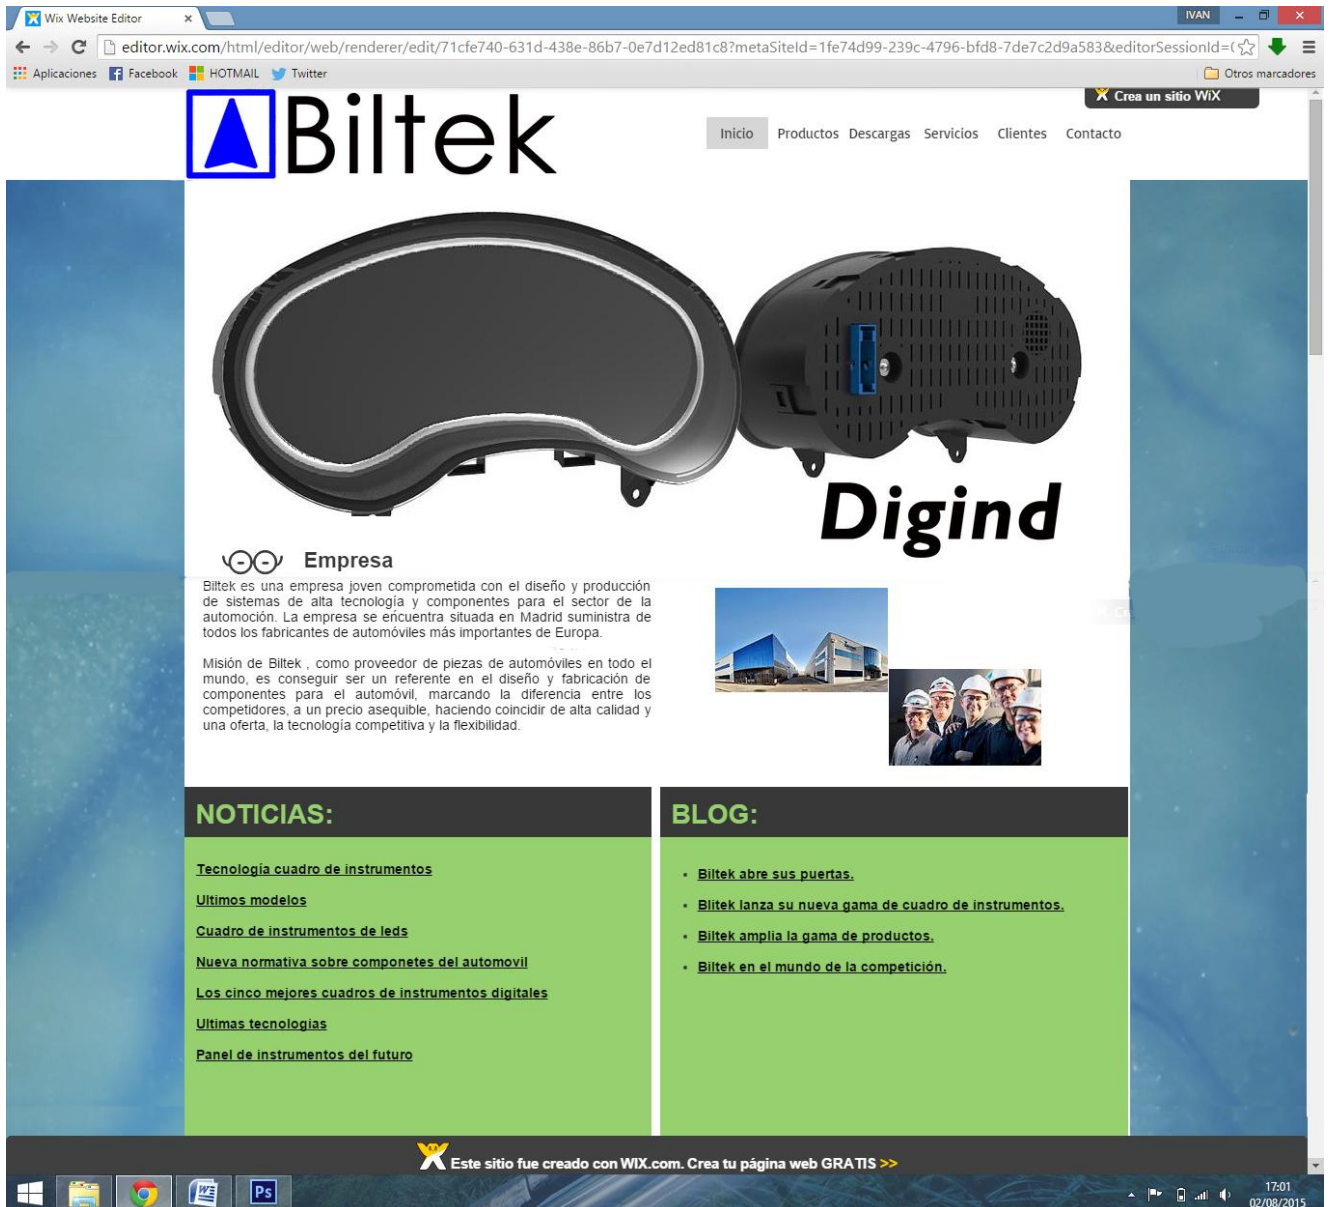 Wix Website Editor
IVAN
editor.wix.com/html/editor/web/renderer/edit/71cfe740-631d-438e-86b7-0e7d12ed81c8?metaSiteId=1fe74d99-239c-4796-bfd8-7de7c2d9a583&editorSessionId=
Aplicaciones Facebook HOTMAIL Twitter Otros marcadores
Crea un sitio WiX
Biltek
Inicio Productos Descargas Servicios Clientes Contacto
Digind
Empresa
Biltek es una empresa joven comprometida con el diseño y producción
de sistemas de alta tecnología y componentes para el sector de la
automoción. La empresa se encuentra situada en Madrid suministra de
todos los fabricantes de automóviles más importantes de Europa.
Misión de Biltek , como proveedor de piezas de automóviles en todo el
mundo, es conseguir ser un referente en el diseño y fabricación de
componentes para el automóvil, marcando la diferencia entre los
competidores, a un precio asequible, haciendo coincidir de alta calidad y
una oferta, la tecnología competitiva y la flexibilidad.
NOTICIAS:
Tecnología cuadro de instrumentos
Ultimos modelos
Cuadro de instrumentos de leds
Nueva normativa sobre componetes del automovil
Los cinco mejores cuadros de instrumentos digitales
Ultimas tecnologias
Panel de instrumentos del futuro
BLOG:
• Biltek abre sus puertas.
• Blitek lanza su nueva gama de cuadro de instrumentos.
• Biltek amplia la gama de productos.
• Biltek en el mundo de la competición.
Este sitio fue creado con WIX.com. Crea tu página web GRATIS >>
Ps
17:01
02/08/2015